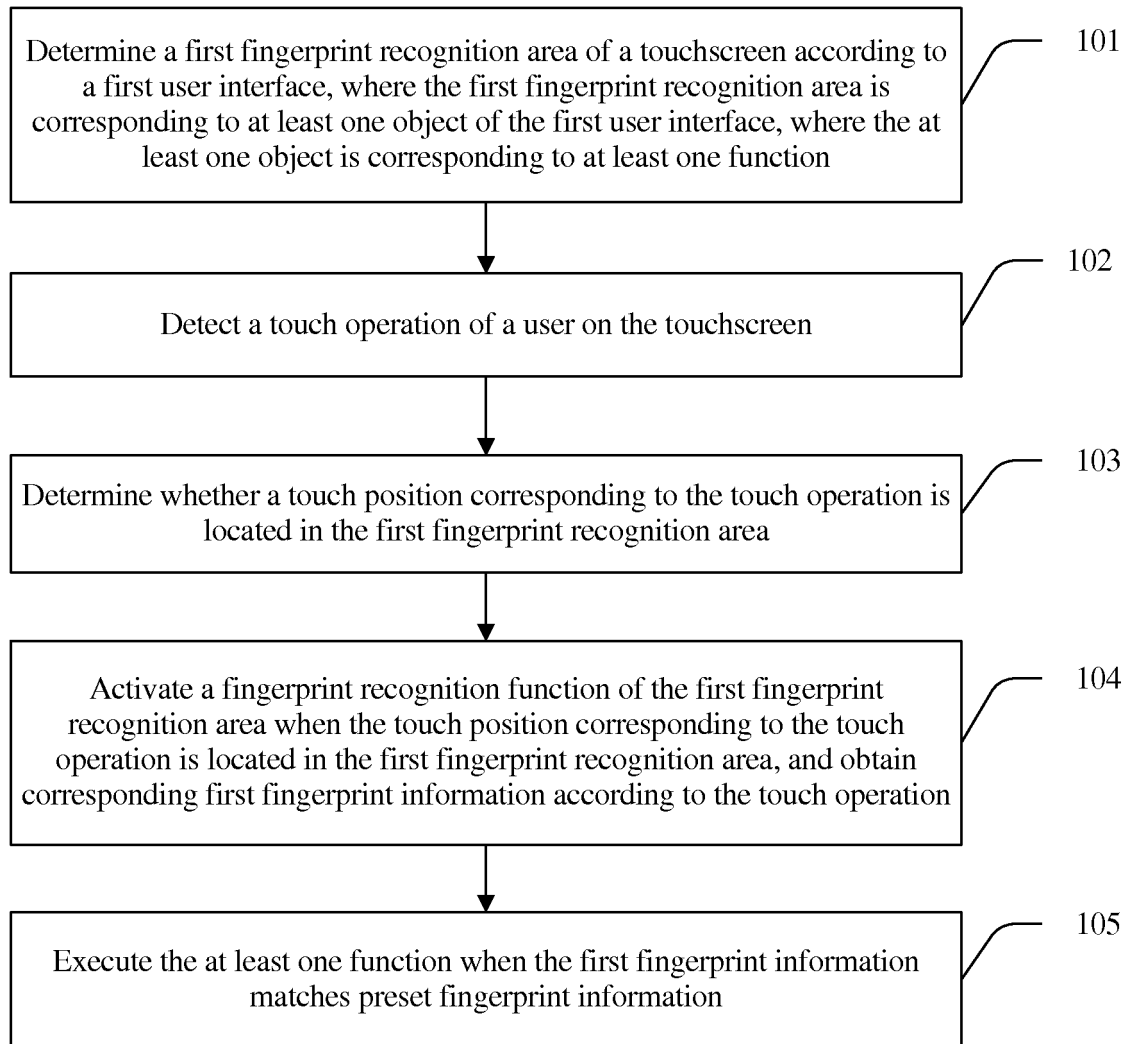 Determine a first fingerprint recognition area of a touchscreen according to
a first user interface, where the first fingerprint recognition area is
corresponding to at least one object of the first user interface, where the at
least one object is corresponding to at least one function
101
Detect a touch operation of a user on the touchscreen
102
Determine whether a touch position corresponding to the touch operation is
located in the first fingerprint recognition area
103
Activate a fingerprint recognition function of the first fingerprint
recognition area when the touch position corresponding to the touch
operation is located in the first fingerprint recognition area, and obtain
corresponding first fingerprint information according to the touch operation
104
Execute the at least one function when the first fingerprint information
matches preset fingerprint information
105